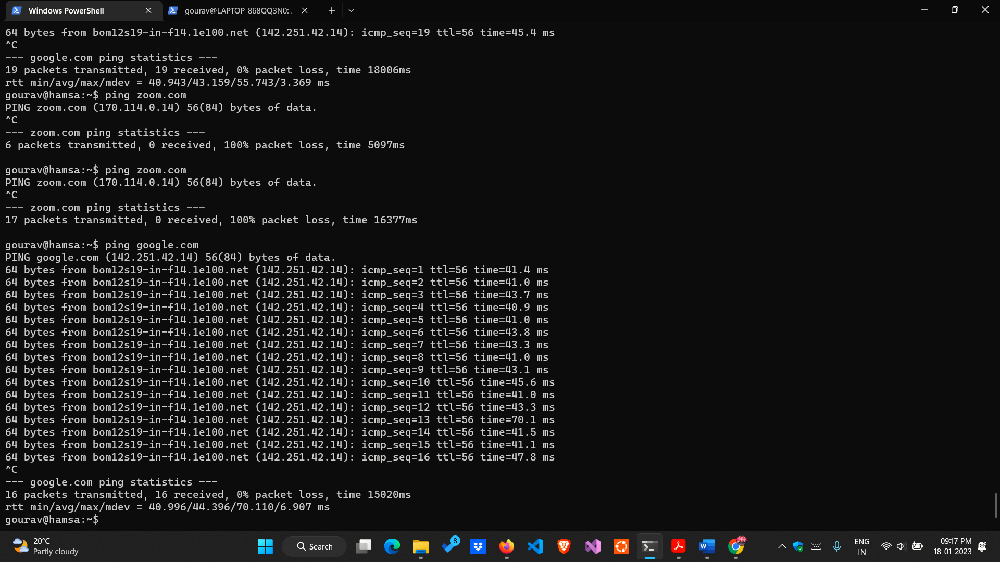 Windows PowerShell
gourav@LAPTOP-868QQ3N0:
64 bytes from bom12s19-in-f14.1e100.net (142.251.42.14): icmp_seq=19 ttl=56 time=45.4 ms
^C
--- google.com ping statistics ---
19 packets transmitted, 19 received, 0% packet loss, time 18006ms
rtt min/avg/max/mdev = 40.943/43.159/55.743/3.369 ms
gourav@hamsa:~$ ping zoom.com
PING zoom.com (170.114.0.14) 56(84) bytes of data.
^C
--- zoom.com ping statistics ---
6 packets transmitted, 0 received, 100% packet loss, time 5097ms
gourav@hamsa:~$ ping zoom.com
PING zoom.com (170.114.0.14) 56(84) bytes of data.
^C
--- zoom.com ping statistics ---
17 packets transmitted, 0 received, 100% packet loss, time 16377ms
gourav@hamsa:~$ ping google.com
PING google.com (142.251.42.14) 56(84) bytes of data.
64 bytes from bom12s19-in-f14.1e100.net (142.251.42.14): icmp_seq=1 ttl=56 time=41.4 ms
64 bytes from bom12s19-in-f14.1e100.net (142.251.42.14): icmp_seq=2 ttl=56 time=41.0 ms
64 bytes from bom12s19-in-f14.1e100.net (142.251.42.14): icmp_seq=3 ttl=56 time=43.7 ms
64 bytes from bom12s19-in-f14.1e100.net (142.251.42.14): icmp_seq=4 ttl=56 time=40.9 ms
64 bytes from bom12s19-in-f14.1e100.net (142.251.42.14): icmp_seq=5 ttl=56 time=41.0 ms
64 bytes from bom12s19-in-f14.1e100.net (142.251.42.14): icmp_seq=6 ttl=56 time=43.8 ms
64 bytes from bom12s19-in-f14.1e100.net (142.251.42.14): icmp_seq=7 ttl=56 time=43.3 ms
64 bytes from bom12s19-in-f14.1e100.net (142.251.42.14): icmp_seq=8 ttl=56 time=41.0 ms
64 bytes from bom12s19-in-f14.1e100.net (142.251.42.14): icmp_seq=9 ttl=56 time=43.1 ms
64 bytes from bom12s19-in-f14.1e100.net (142.251.42.14): icmp_seq=10 ttl=56 time=45.6 ms
64 bytes from bom12s19-in-f14.1e100.net (142.251.42.14): icmp_seq=11 ttl=56 time=41.0 ms
64 bytes from bom12s19-in-f14.1e100.net (142.251.42.14): icmp_seq=12 ttl=56 time=43.3 ms
64 bytes from bom12s19-in-f14.1e100.net (142.251.42.14): icmp_seq=13 ttl=56 time=70.1 ms
64 bytes from bom12s19-in-f14.1e100.net (142.251.42.14): icmp_seq=14 ttl=56 time=41.5 ms
64 bytes from bom12s19-in-f14.1e100.net (142.251.42.14): icmp_seq=15 ttl=56 time=41.1 ms
64 bytes from bom12s19-in-f14.1e100.net (142.251.42.14): icmp_seq=16 ttl=56 time=47.8 ms
^C
--- google.com ping statistics ---
16 packets transmitted, 16 received, 0% packet loss, time 15020ms
rtt min/avg/max/mdev = 40.996/44.396/70.110/6.907 ms
gourav@hamsa:~$
20°C
Partly cloudy
Search
8
ENG
IN
09:17 PM
18-01-2023